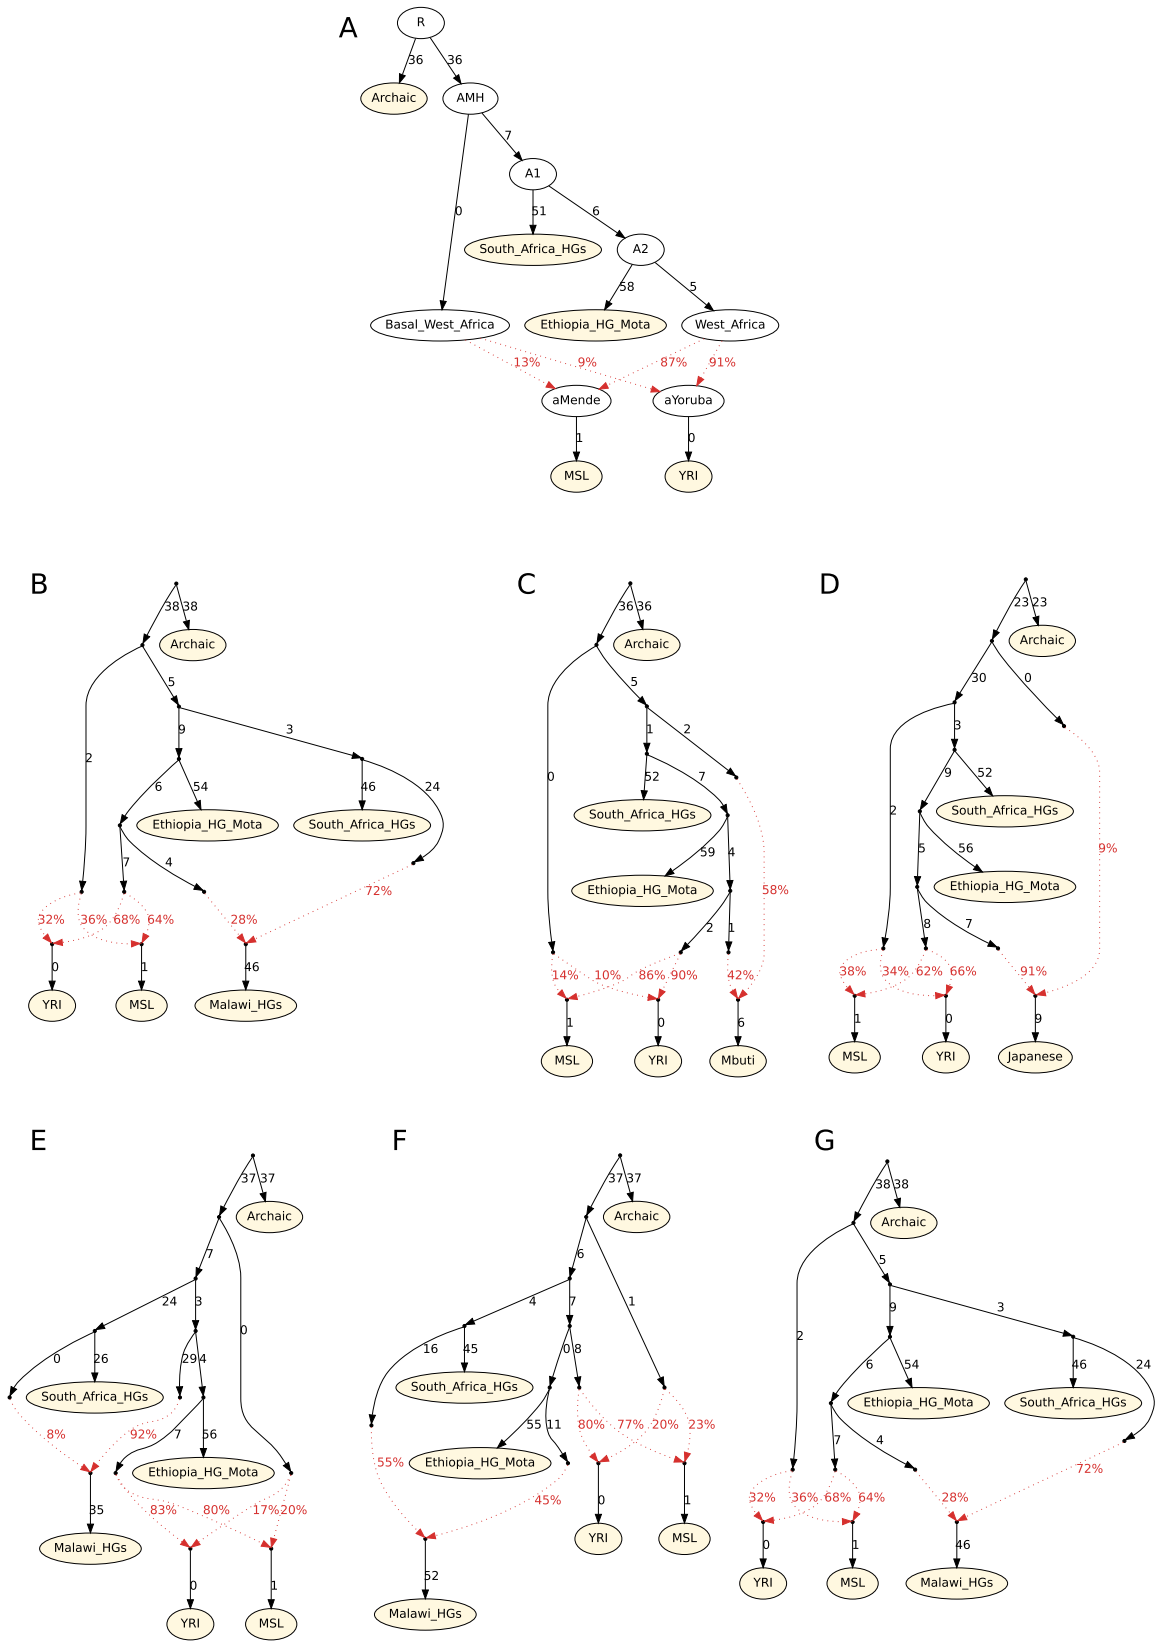 A
R
36 36
Archaic AMH
7
A1
0 51 6
South_Africa_HGs A2
58 5
Basal_West_Africa Ethiopia_HG_Mota West_Africa
13% 9% 87% 91%
aMende aYoruba
1 0
MSL YRI
B
38 38
Archaic
5
9 3
2
6 54 46 24
Ethiopia_HG_Mota South_Africa_HGs
7 4
72%
32% 36% 68% 64% 28%
0 1 46
YRI MSL Malawi_HGs
C
36 36
Archaic
5
1 2
0 52 7
South_Africa_HGs
59 4
Ethiopia_HG_Mota 58%
2 1
14% 10% 86% 90% 42%
1 0 6
MSL YRI Mbuti
D
23 23
Archaic
30 0
3
9 52
2 South_Africa_HGs
5 56 9%
Ethiopia_HG_Mota
8 7
38% 34% 62% 66% 91%
1 0 9
MSL YRI Japanese
E
37 37
Archaic
7
24 3
0 26 29 4 0
South_Africa_HGs
8% 92% 7 56
Ethiopia_HG_Mota
35 83% 80% 17% 20%
Malawi_HGs
0 1
YRI MSL
F
37 37
Archaic
6
4 7 1
16 45 0 8
South_Africa_HGs
55 11 80% 77% 20% 23%
55% Ethiopia_HG_Mota
45% 0 1
YRI MSL
52
Malawi_HGs
G
38 38
Archaic
5
9 3
2
6 54 46 24
Ethiopia_HG_Mota South_Africa_HGs
7 4
72%
32% 36% 68% 64% 28%
0 1 46
YRI MSL Malawi_HGs